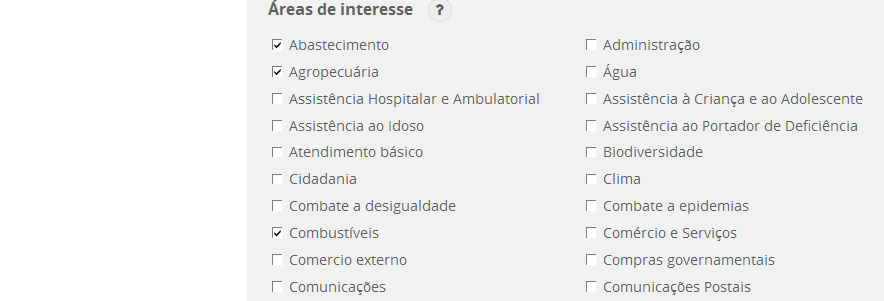 Áreas de interesse ?
Abastecimento Administração
Agropecuária Água
Assistência Hospitalar e Ambulatorial Assistência à Criança e ao Adolescente
Assistência ao Idoso Assistência ao Portador de Deficiência
Atendimento básico Biodiversidade
Cidadania Clima
Combate a desigualdade Combate a epidemias
Combustíveis Comércio e Serviços
Comercio externo Compras governamentais
Comunicações Comunicações Postais